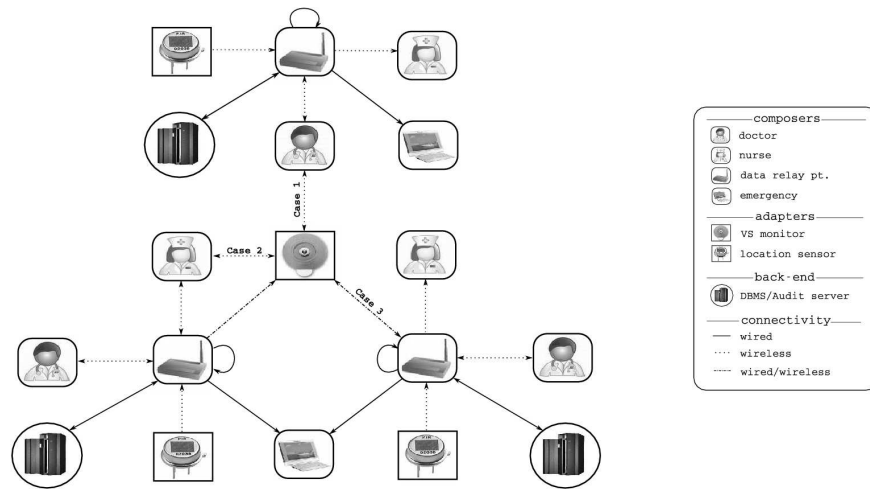 Case 1
Case 2
Case 3
composers
doctor
nurse
data relay pt.
emergency
adapters
VS monitor
location sensor
back-end
DBMS/Audit server
connectivity
wired
wireless
wired/wireless